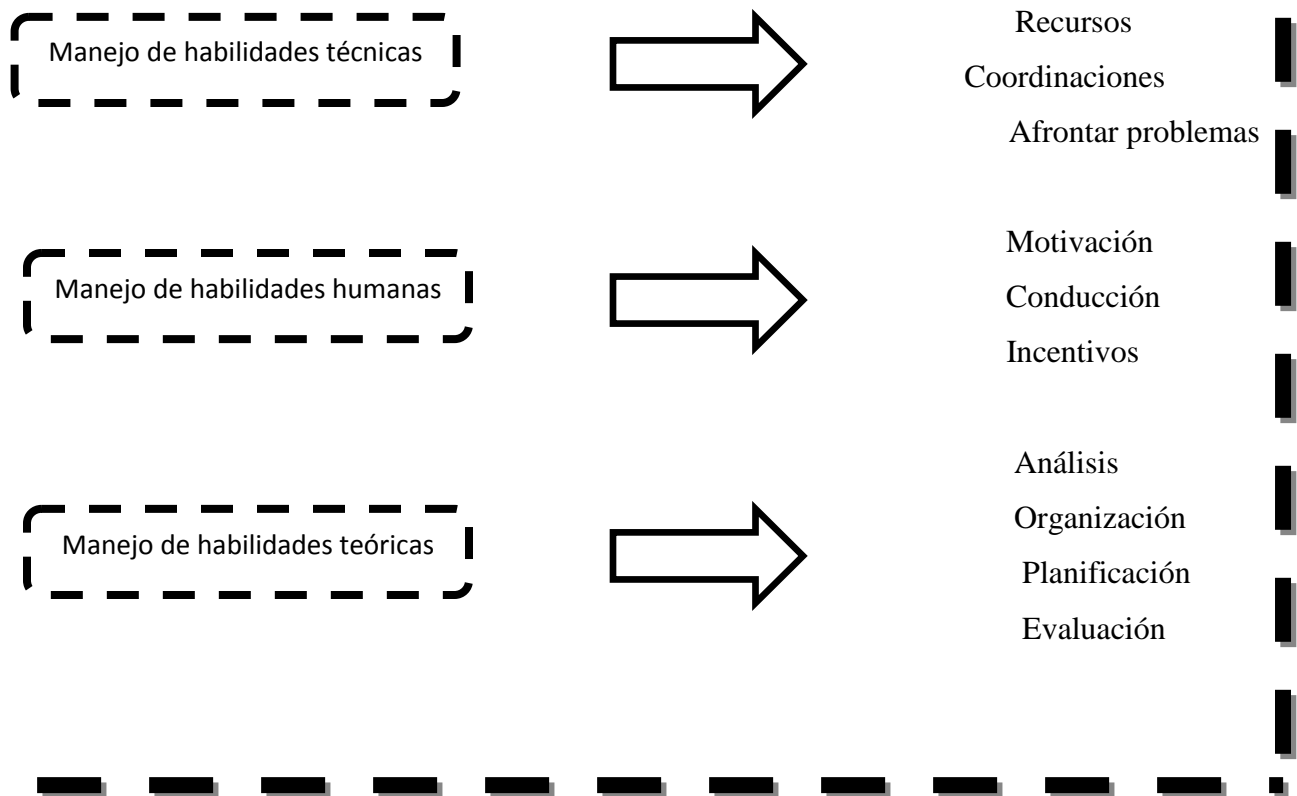 Manejo de habilidades técnicas
Recursos
Coordinaciones
Afrontar problemas
Manejo de habilidades humanas
Motivación
Conducción
Incentivos
Manejo de habilidades teóricas
Análisis
Organización
Planificación
Evaluación